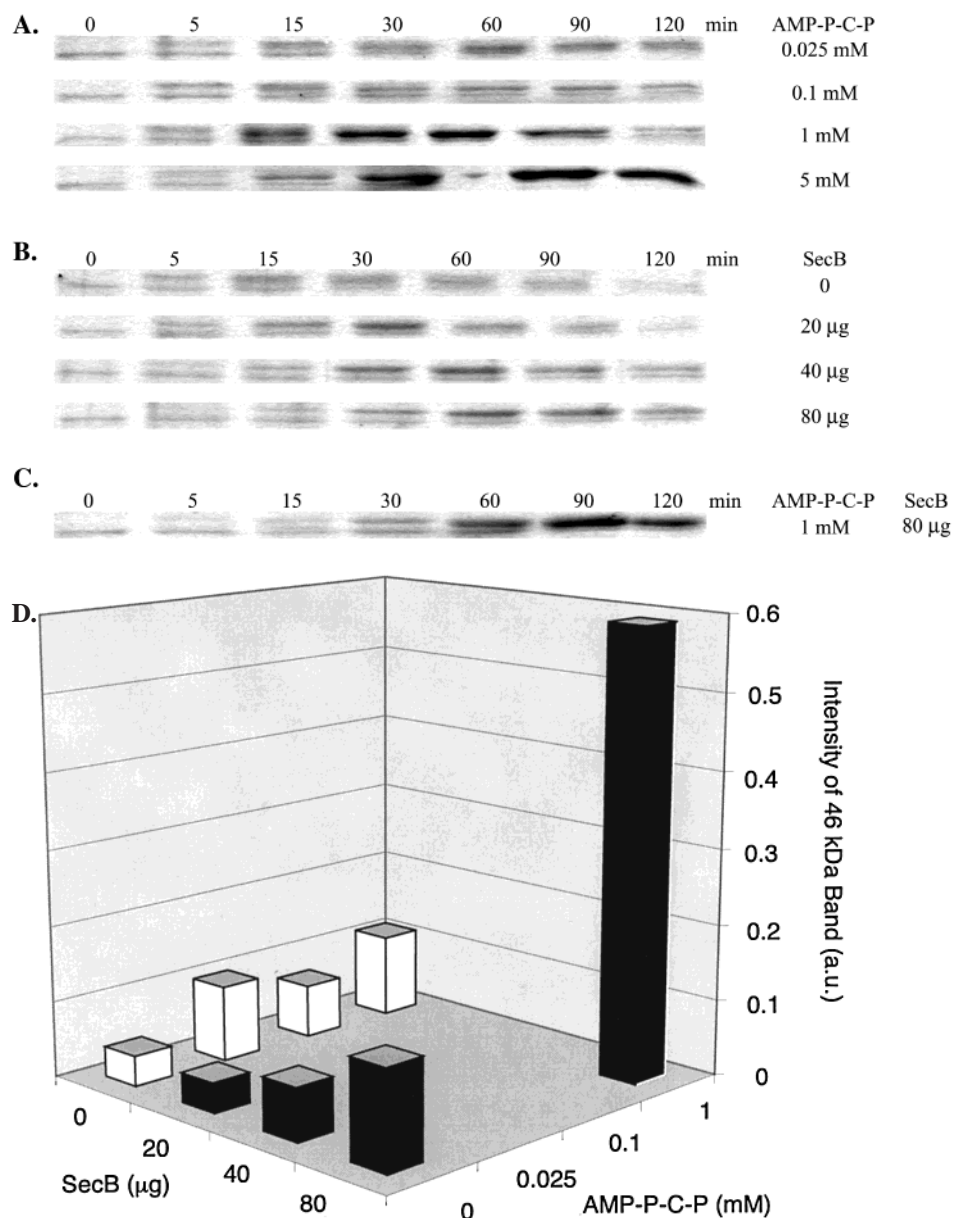 A. 0 5 15 30 60 90 120 min AMP-P-C-P
0.025 mM
0.1 mM
1 mM
5 mM
B. 0 5 15 30 60 90 120 min SecB
0
20 μg
40 μg
80 μg
C. 0 5 15 30 60 90 120 min AMP-P-C-P SecB
1 mM 80 μg
D.
0.6
0.5
0.4
0.3
0.2
0.1
0
Intensity of 46 kDa Band (a.u.)
0
20
40
80
SecB (μg)
0
0.025
0.1
1
AMP-P-C-P (mM)